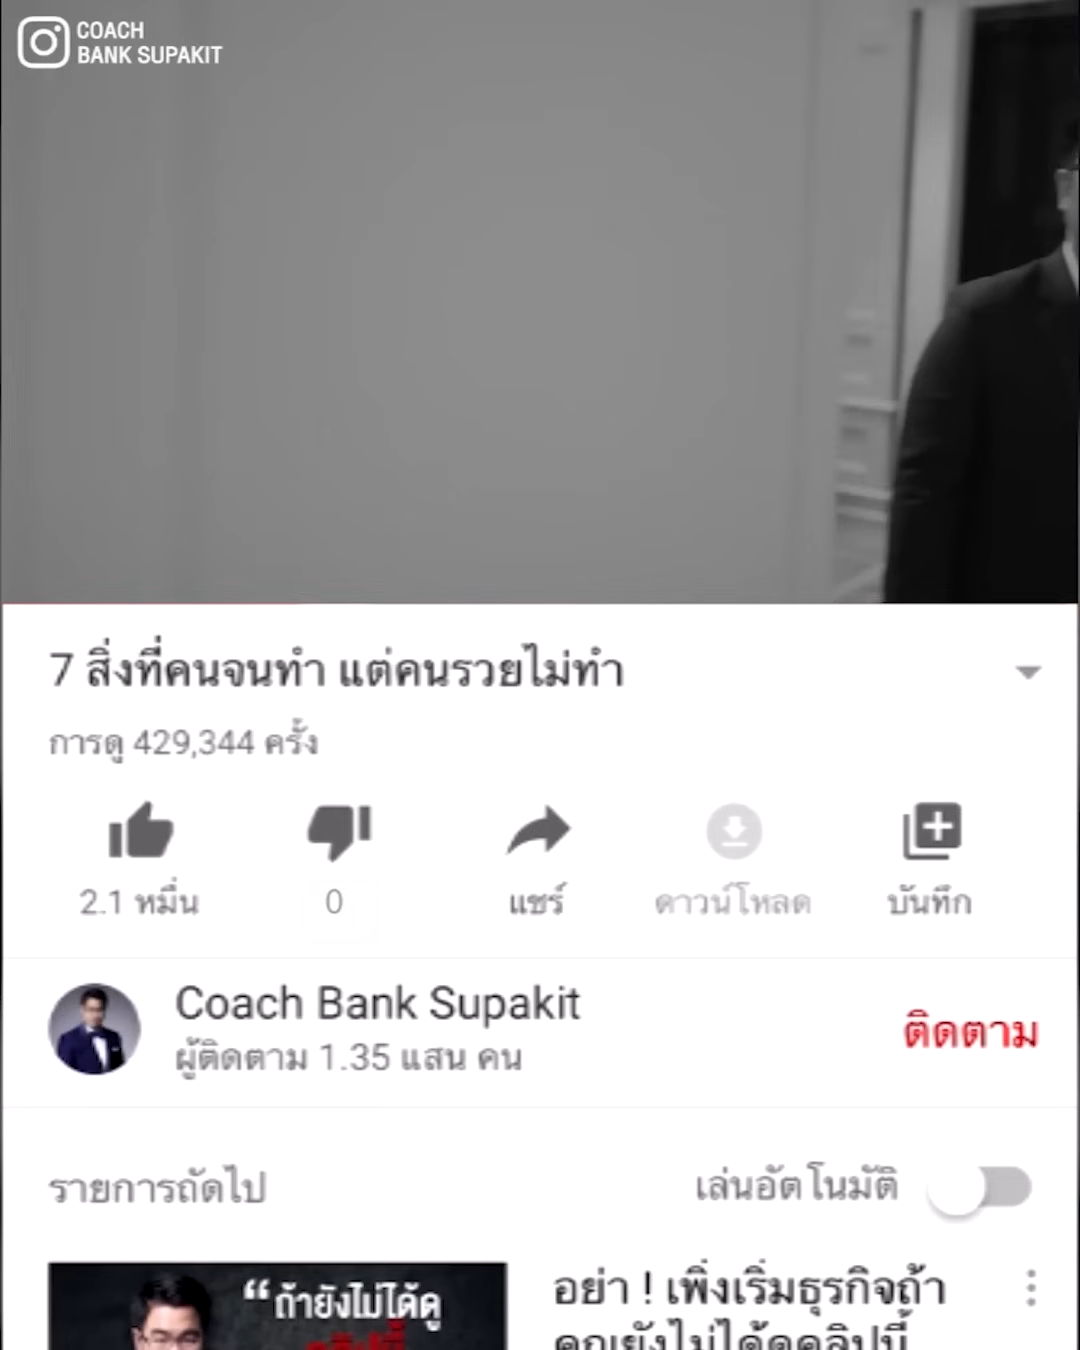 COACH
BANK SUPAKIT
7 สิ่งที่คนจนทำ แต่คนรวยไม่ทำ
การดู 429,344 ครั้ง
2.1 หมื่น
0
แชร์
ดาวน์โหลด
บันทึก
Coach Bank Supakit
ผู้ติดตาม 1.35 แสน คน
ติดตาม
รายการถัดไป
เล่นอัตโนมัติ
“ถ้ายังไม่ได้ดู
คลิปนี้
อย่า ! เพิ่งเริ่มธุรกิจถ้า
คุณยังไม่ได้ดูคลิปนี้